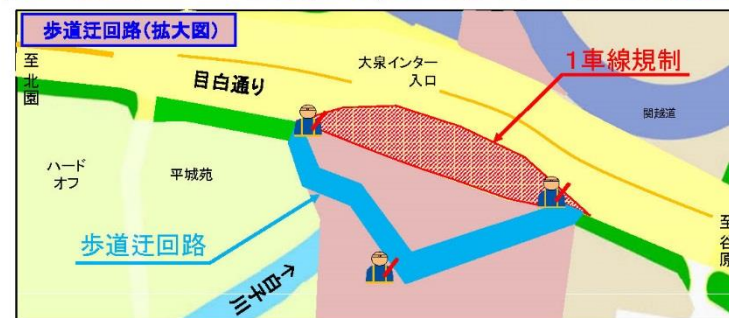 歩道迂回路(拡大図)
至北園
目白通り
大泉インター
入口
1車線規制
関越道
ハード
オフ
平城苑
歩道迂回路
↑白子川
至谷原